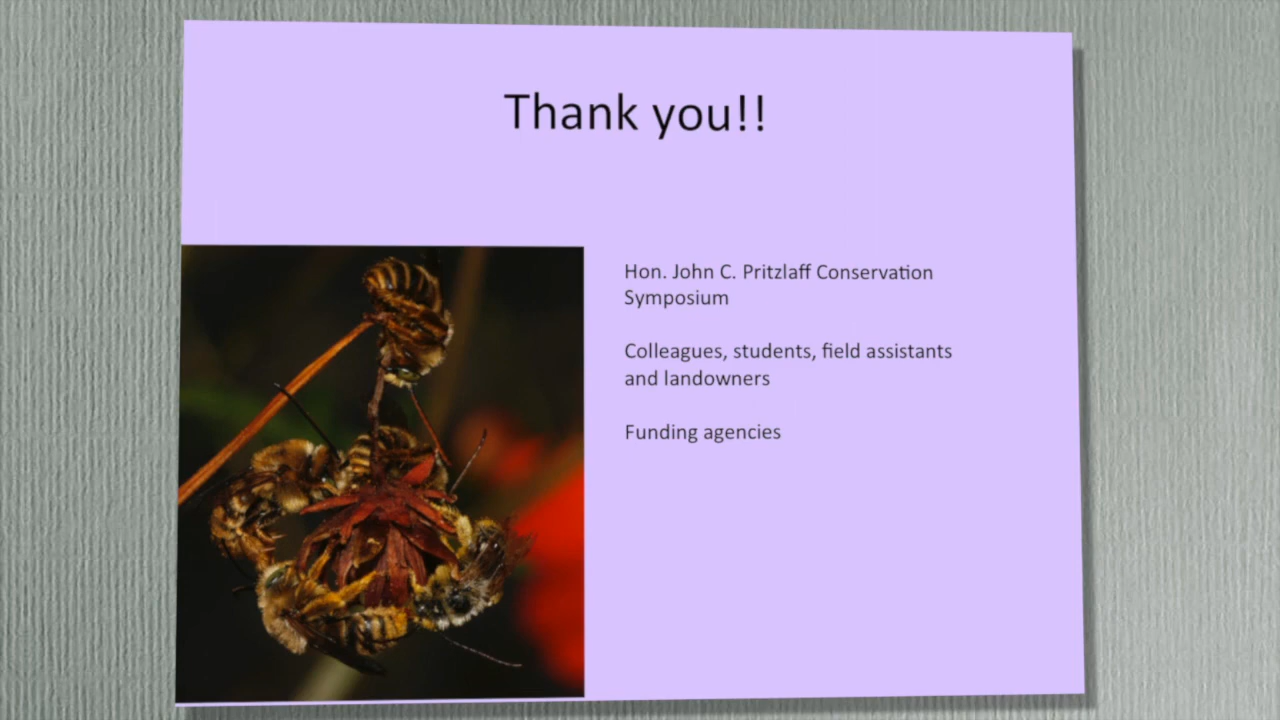 Thank you!!
Hon. John C. Pritzlaff Conservation
Symposium
Colleagues, students, field assistants
and landowners
Funding agencies